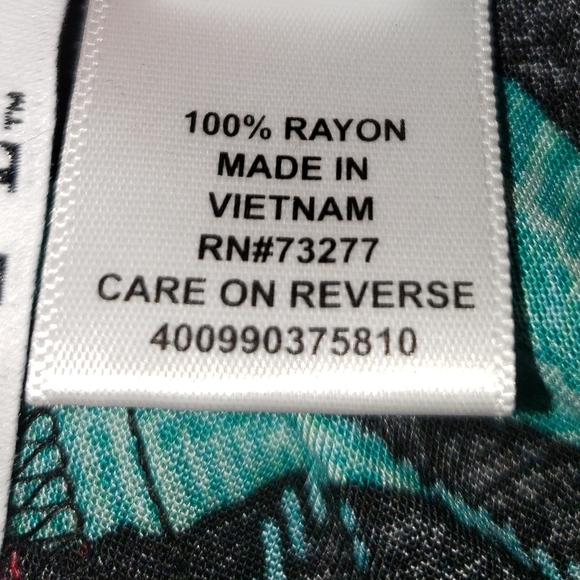 100% RAYON
MADE IN
VIETNAM
RN#73277
CARE ON REVERSE
400990375810